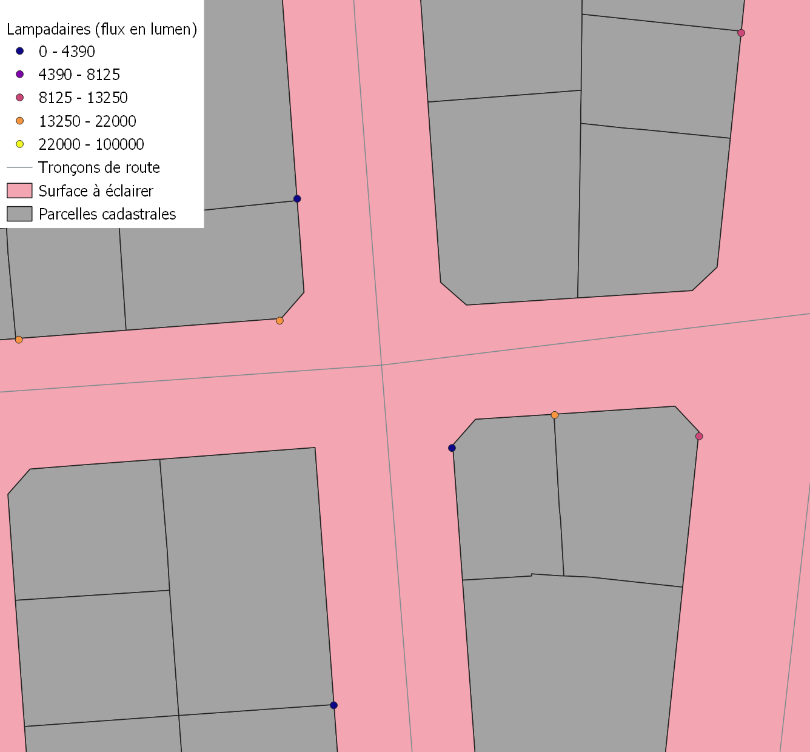 Lampadaires (flux en lumen)
0 - 4390
4390 - 8125
8125 - 13250
13250 - 22000
22000 - 100000
Tronçons de route
Surface à éclairer
Parcelles cadastrales